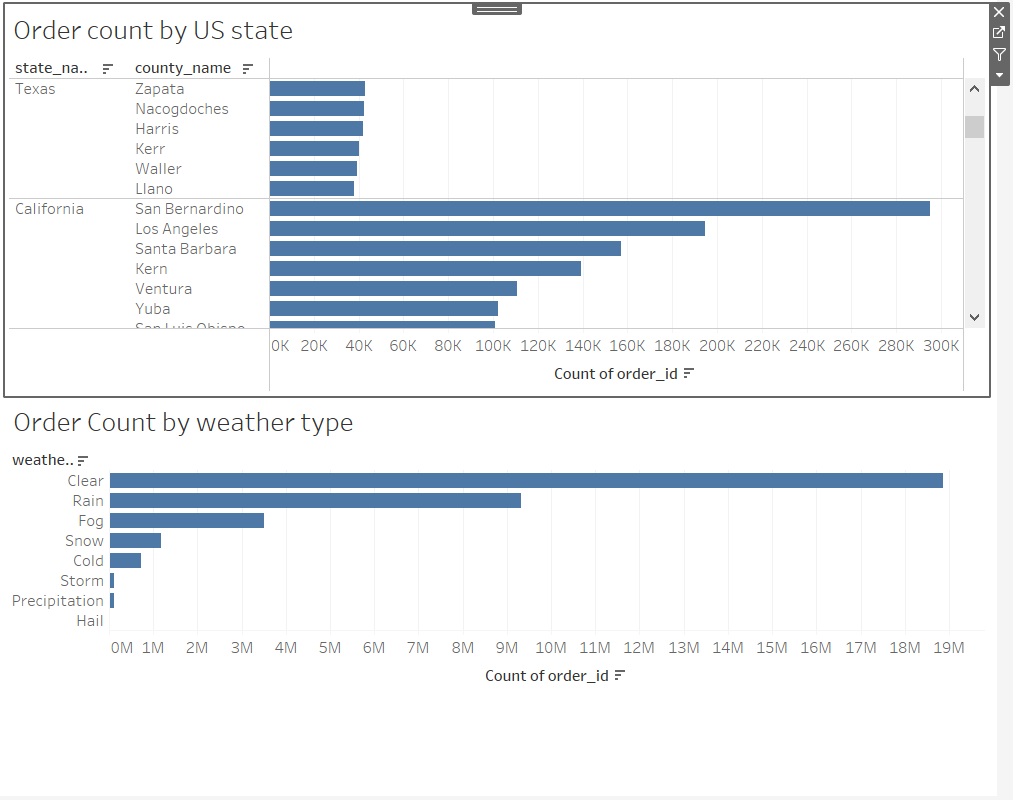 Order count by US state
state_na.. county_name
Texas Zapata
Nacogdoches
Harris
Kerr
Waller
Llano
California San Bernardino
Los Angeles
Santa Barbara
Kern
Ventura
Yuba
San Luis Obispo
0K 20K 40K 60K 80K 100K 120K 140K 160K 180K 200K 220K 240K 260K 280K 300K
Count of order_id
Order Count by weather type
weathe..
Clear
Rain
Fog
Snow
Cold
Storm
Precipitation
Hail
0M 1M 2M 3M 4M 5M 6M 7M 8M 9M 10M 11M 12M 13M 14M 15M 16M 17M 18M 19M
Count of order_id